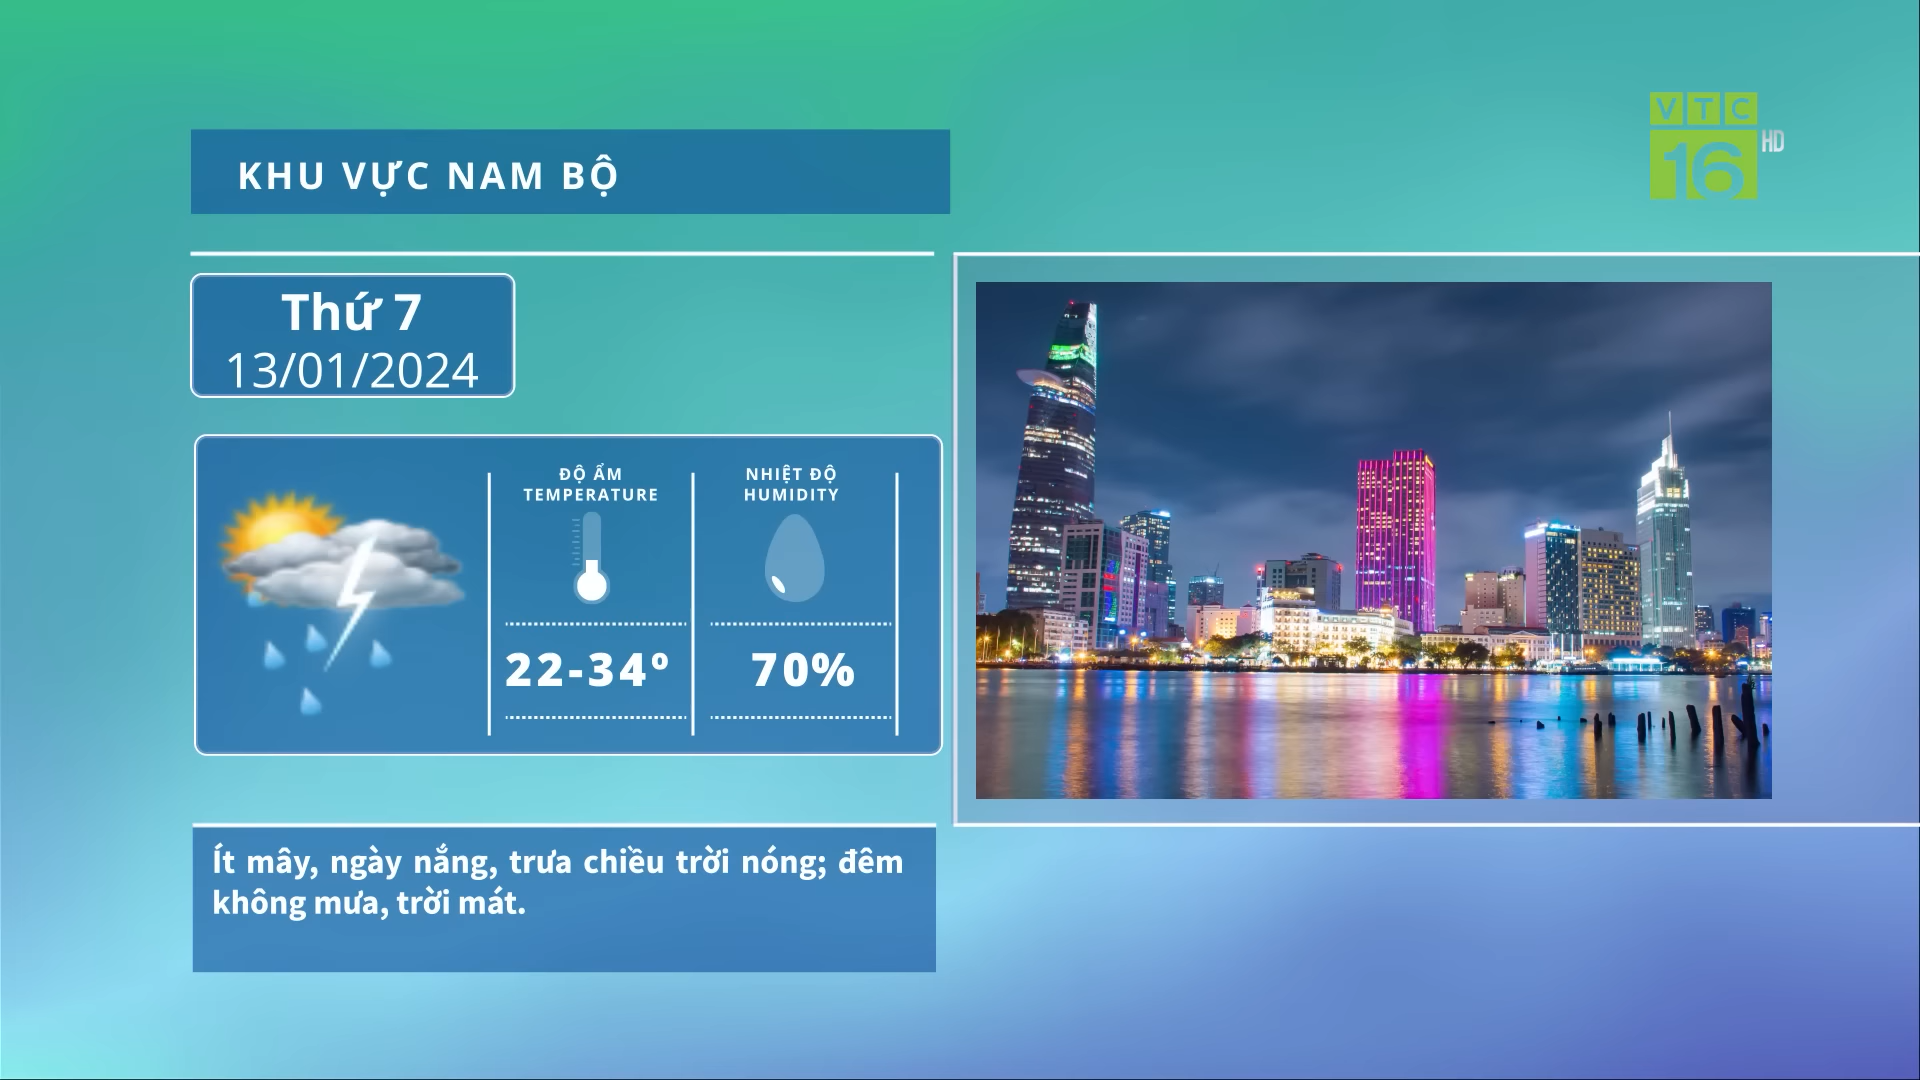 VTC
16
HD
KHU VỰC NAM BỘ
Thứ 7
13/01/2024
ĐỘ ẨM
TEMPERATURE
22-34º
NHIỆT ĐỘ
HUMIDITY
70%
Ít mây, ngày nắng, trưa chiều trời nóng; đêm
không mưa, trời mát.